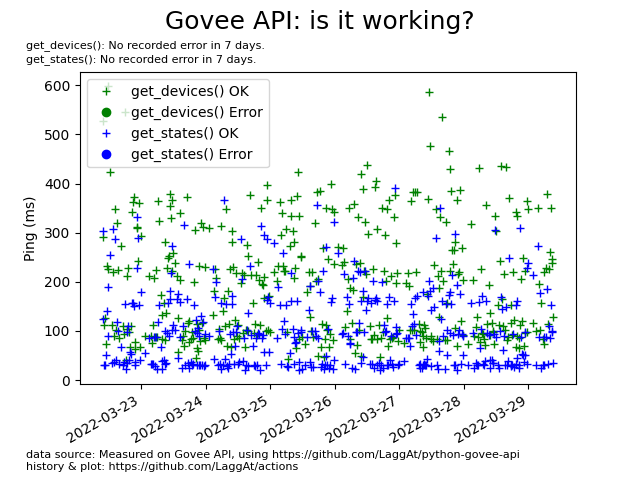 Govee API: is it working?
get_devices(): No recorded error in 7 days.
get_states(): No recorded error in 7 days.
get_devices() OK
get_devices() Error
get_states() OK
get_states() Error
Ping (ms)
600
500
400
300
200
100
0
2022-03-23
2022-03-24
2022-03-25
2022-03-26
2022-03-27
2022-03-28
2022-03-29
data source: Measured on Govee API, using https://github.com/LaggAt/python-govee-api
history & plot: https://github.com/LaggAt/actions